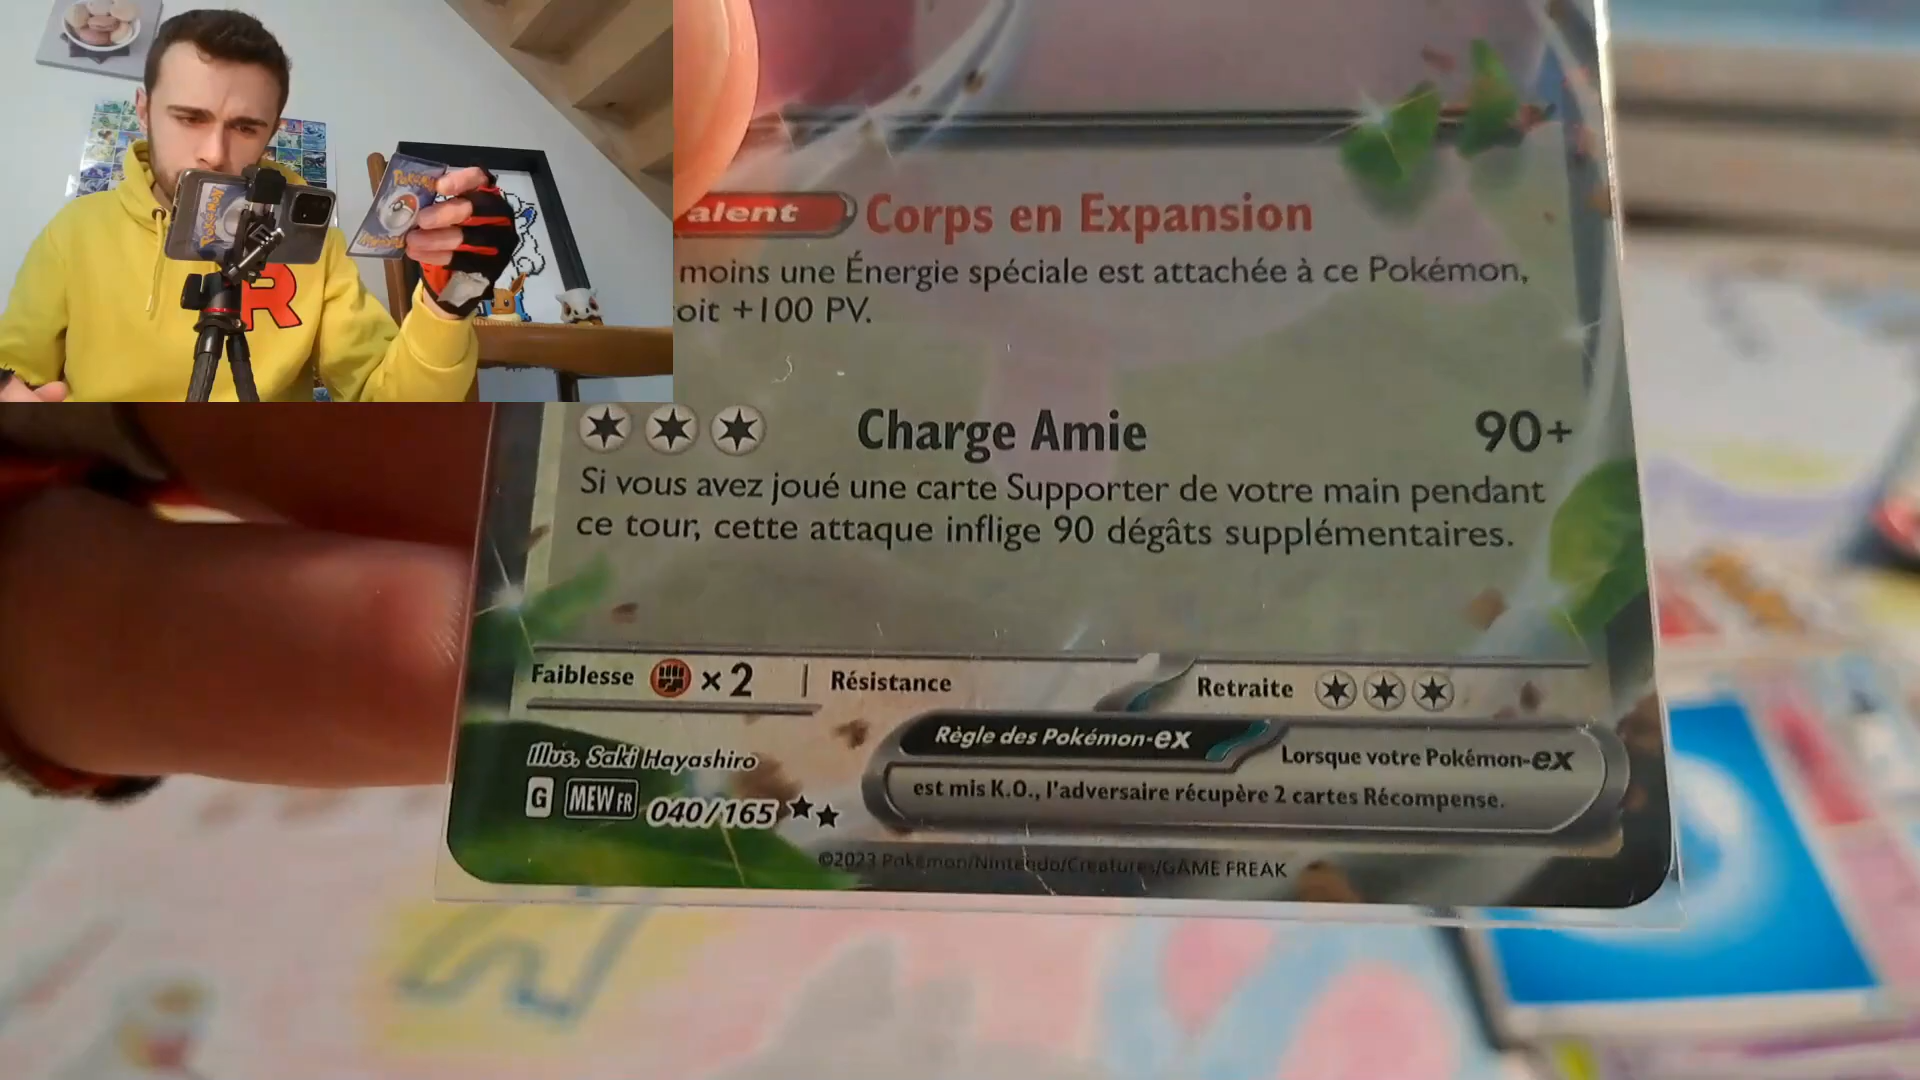 alent Corps en Expansion
moins une Énergie spéciale est attachée à ce Pokémon,
oit +100 PV.
Charge Amie 90+
Si vous avez joué une carte Supporter de votre main pendant
ce tour, cette attaque inflige 90 dégâts supplémentaires.
Faiblesse ×2 | Résistance Retraite
Règle des Pokémon-ex Lorsque votre Pokémon-ex
est mis K.O., l'adversaire récupère 2 cartes Récompense.
Illus. Saki Hayashiro
G MEW FR 040/165
©2023 Pokémon/Nintendo/Creatures/GAME FREAK
Pokémon
Pokémon
R